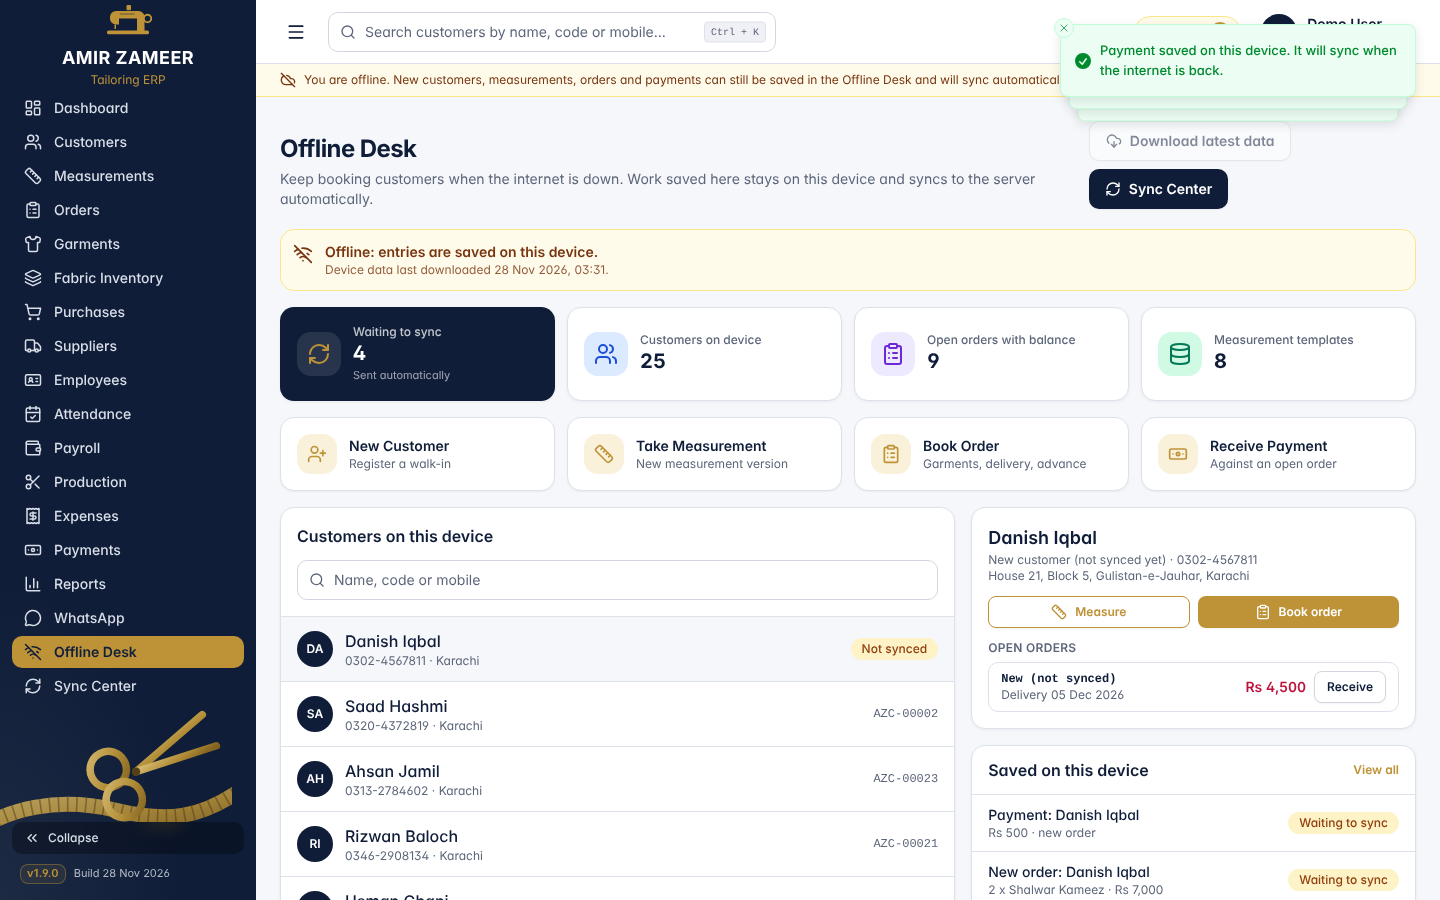 AMIR ZAMEER
Tailoring ERP
Dashboard
Customers
Measurements
Orders
Garments
Fabric Inventory
Purchases
Suppliers
Employees
Attendance
Payroll
Production
Expenses
Payments
Reports
WhatsApp
Offline Desk
Sync Center
Collapse
v1.9.0 Build 28 Nov 2026
Search customers by name, code or mobile... Ctrl + K
Demo User
Payment saved on this device. It will sync when
the internet is back.
You are offline. New customers, measurements, orders and payments can still be saved in the Offline Desk and will sync
Offline Desk
Keep booking customers when the internet is down. Work saved here stays on this device and syncs to the server
automatically.
Download latest data
Sync Center
Offline: entries are saved on this device.
Device data last downloaded 28 Nov 2026, 03:31.
Waiting to sync
4
Sent automatically
Customers on device
25
Open orders with balance
9
Measurement templates
8
New Customer
Register a walk-in
Take Measurement
New measurement version
Book Order
Garments, delivery, advance
Receive Payment
Against an open order
Customers on this device
Name, code or mobile
DA Danish Iqbal Not synced
0302-4567811 · Karachi
SA Saad Hashmi AZC-00002
0320-4372819 · Karachi
AH Ahsan Jamil AZC-00023
0313-2784602 · Karachi
RI Rizwan Baloch AZC-00021
0346-2908134 · Karachi
Danish Iqbal
New customer (not synced yet) · 0302-4567811
House 21, Block 5, Gulistan-e-Jauhar, Karachi
Measure
Book order
OPEN ORDERS
New (not synced)
Delivery 05 Dec 2026
Rs 4,500 Receive
Saved on this device View all
Payment: Danish Iqbal Waiting to sync
Rs 500 · new order
New order: Danish Iqbal Waiting to sync
2 x Shalwar Kameez · Rs 7,000